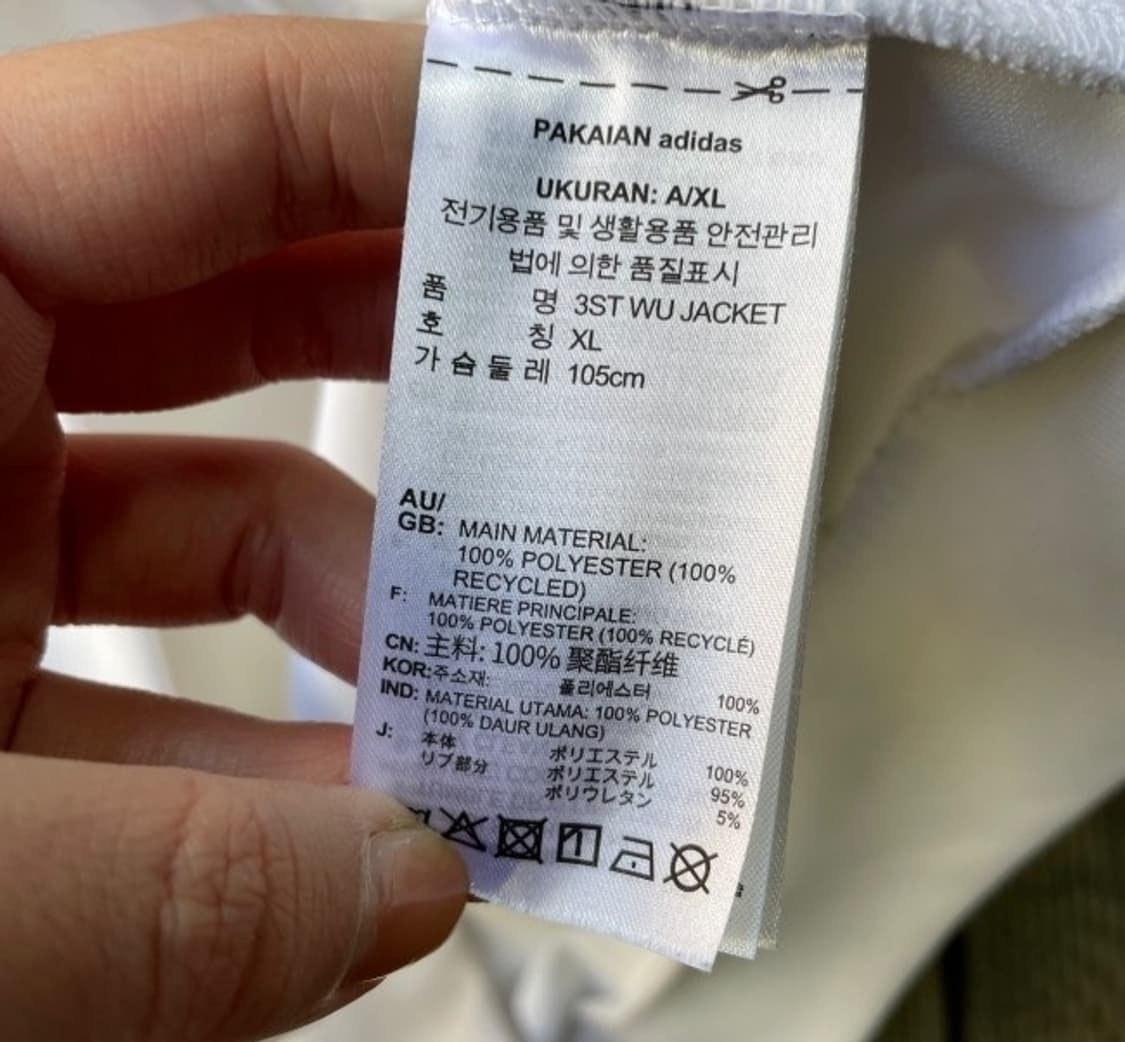 PAKAIAN adidas
UKURAN: A/XL
전기용품 및 생활용품 안전관리
법에 의한 품질표시
품 명 3ST WU JACKET
호 칭 XL
가 슴 둘 레 105cm
AU/
GB: MAIN MATERIAL:
100% POLYESTER (100%
RECYCLED)
F: MATIERE PRINCIPALE:
100% POLYESTER (100% RECYCLÉ)
CN: 主料: 100% 聚酯纤维
KOR:주소재: 폴리에스터 100%
IND: MATERIAL UTAMA: 100% POLYESTER
(100% DAUR ULANG)
J: 本体 ポリエステル 100%
リブ部分 ポリエステル 95%
ポリウレタン 5%